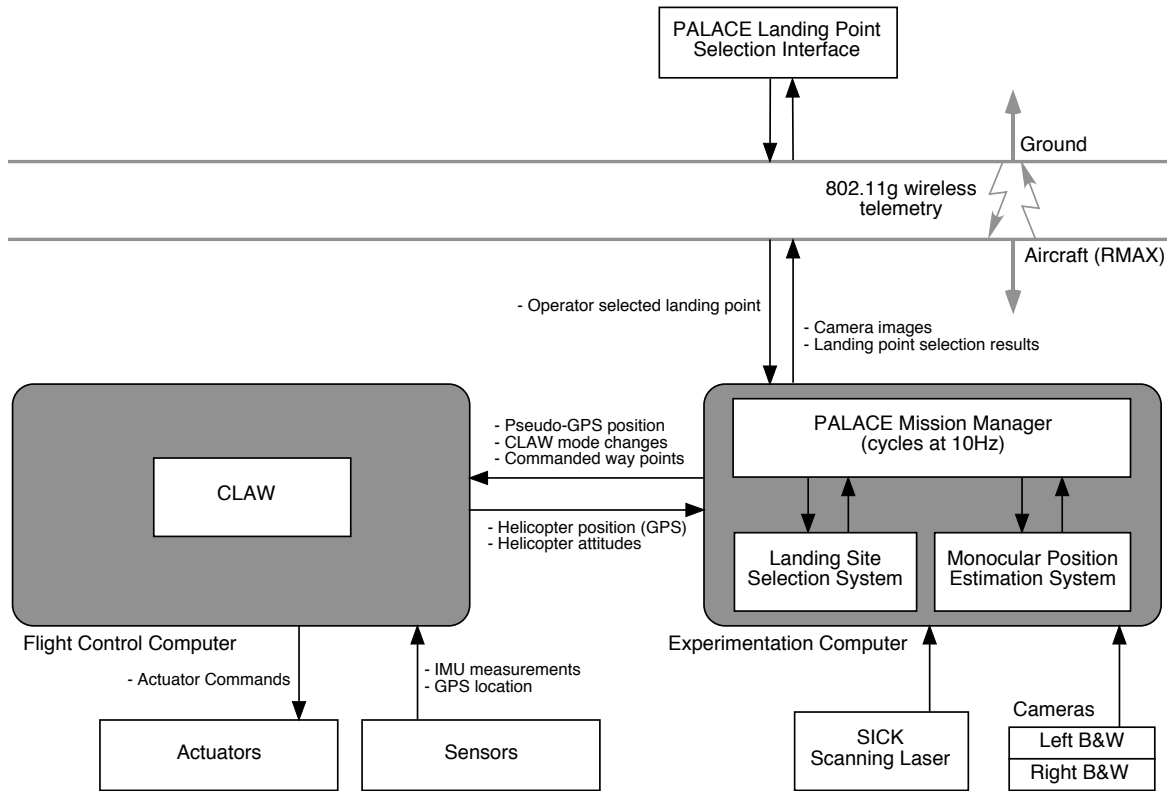 PALACE Landing Point
Selection Interface
Ground
802.11g wireless
telemetry
Aircraft (RMAX)
- Operator selected landing point
- Camera images
- Landing point selection results
- Pseudo-GPS position
- CLAW mode changes
- Commanded way points
PALACE Mission Manager
(cycles at 10Hz)
CLAW
- Helicopter position (GPS)
- Helicopter attitudes
Landing Site
Selection System
Monocular Position
Estimation System
Flight Control Computer
Experimentation Computer
- Actuator Commands
- IMU measurements
- GPS location
Actuators
Sensors
SICK
Scanning Laser
Cameras
Left B&W
Right B&W